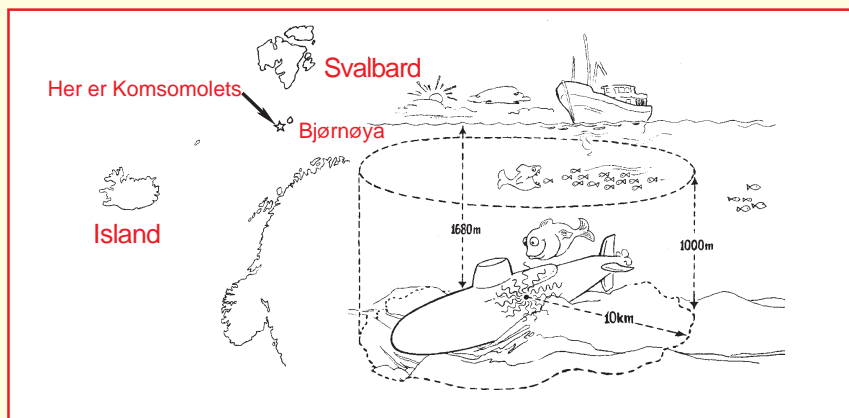 Svalbard
Her er Komsomolets
Bjørnøya
Island
1680m
1000m
10km